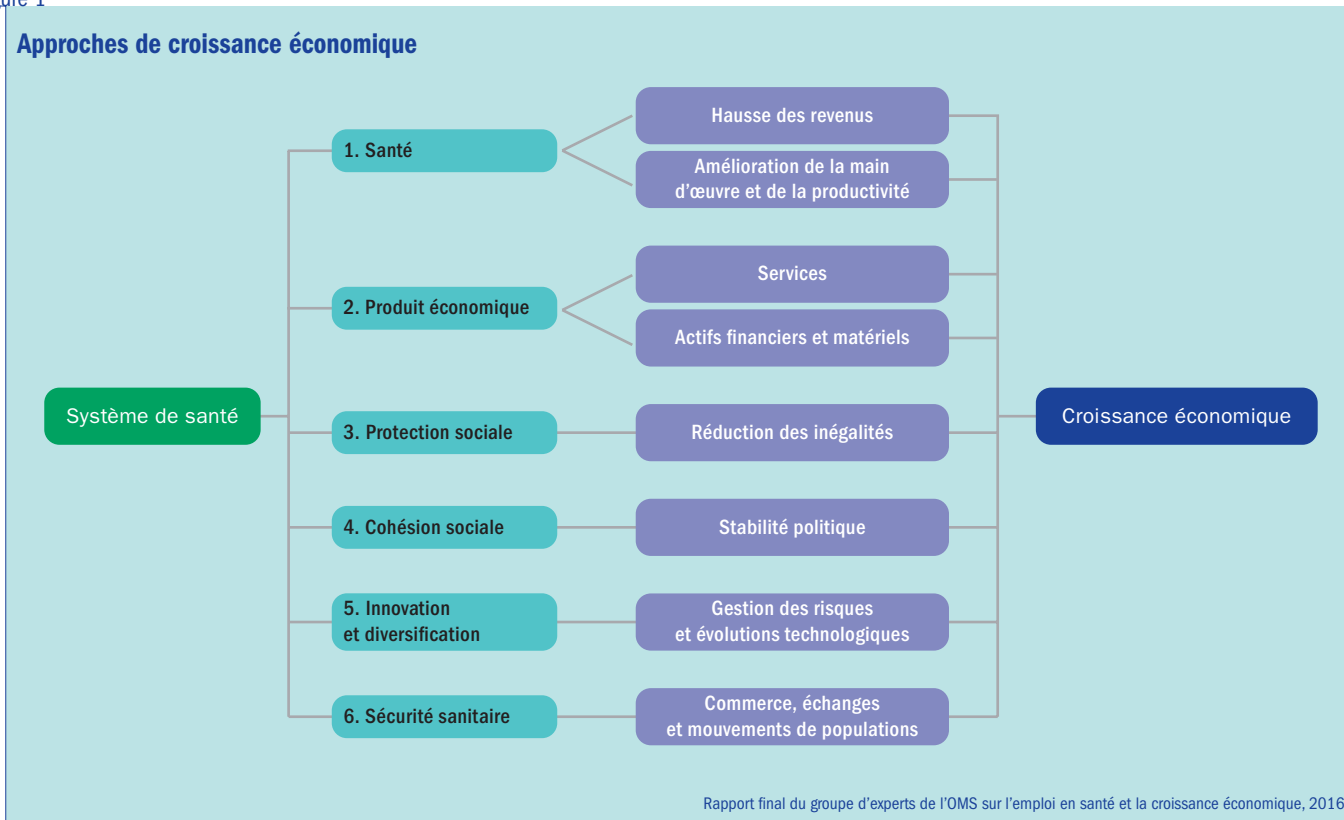 Approches de croissance économique
Hausse des revenus
1. Santé
Amélioration de la main
d'œuvre et de la productivité
Services
2. Produit économique
Actifs financiers et matériels
Système de santé
3. Protection sociale
Réduction des inégalités
Croissance économique
4. Cohésion sociale
Stabilité politique
5. Innovation
et diversification
Gestion des risques
et évolutions technologiques
6. Sécurité sanitaire
Commerce, échanges
et mouvements de populations
Rapport final du groupe d'experts de l'OMS sur l'emploi en santé et la croissance économique, 2016